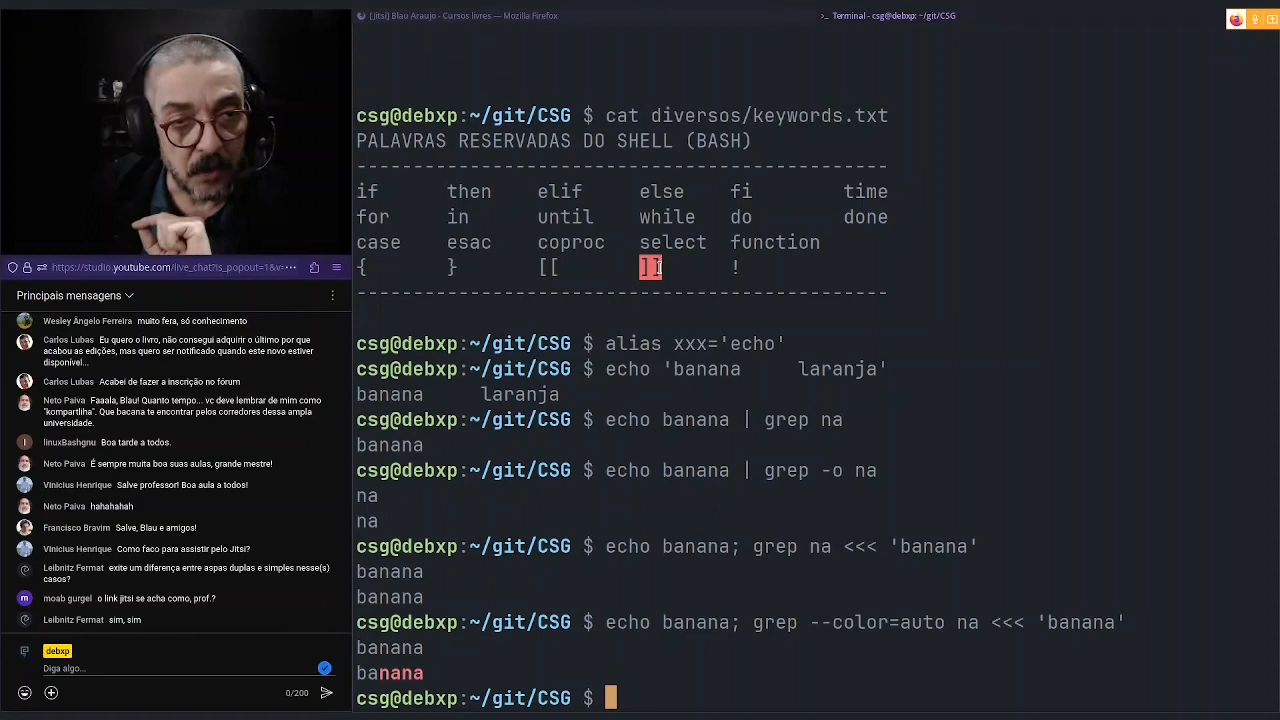 [Jitsi] Blau Araujo - Cursos livres — Mozilla Firefox
>_ Terminal - csg@debxp: ~/git/CSG
https://studio.youtube.com/live_chat?is_popout=1&v=…
Principais mensagens
Wesley Ângelo Ferreira muito fera, só conhecimento
Carlos Lubas Eu quero o livro, não consegui adquirir o último por que
acabou as edições, mas quero ser notificado quando este novo estiver
disponível...
Carlos Lubas Acabei de fazer a inscrição no fórum
Neto Paiva Faaala, Blau! Quanto tempo... vc deve lembrar de mim como
"kompartliha". Que bacana te encontrar pelos corredores dessa ampla
universidade.
linuxBashgnu Boa tarde a todos.
Neto Paiva É sempre muita boa suas aulas, grande mestre!
Vinicius Henrique Salve professor! Boa aula a todos!
Neto Paiva hahahahah
Francisco Bravim Salve, Blau e amigos!
Vinicius Henrique Como faco para assistir pelo Jitsi?
Leibnitz Fermat exite um diferença entre aspas duplas e simples nesse(s)
casos?
moab gurgel o link jitsi se acha como, prof.?
Leibnitz Fermat sim, sim
debxp
Diga algo...
0/200
csg@debxp:~/git/CSG $ cat diversos/keywords.txt
PALAVRAS RESERVADAS DO SHELL (BASH)
-----------------------------------------------
if then elif else fi time
for in until while do done
case esac coproc select function
{ } [[ ]] !
-----------------------------------------------
csg@debxp:~/git/CSG $ alias xxx='echo'
csg@debxp:~/git/CSG $ echo 'banana     laranja'
banana     laranja
csg@debxp:~/git/CSG $ echo banana | grep na
banana
csg@debxp:~/git/CSG $ echo banana | grep -o na
na
na
csg@debxp:~/git/CSG $ echo banana; grep na <<< 'banana'
banana
banana
csg@debxp:~/git/CSG $ echo banana; grep --color=auto na <<< 'banana'
banana
banana
csg@debxp:~/git/CSG $